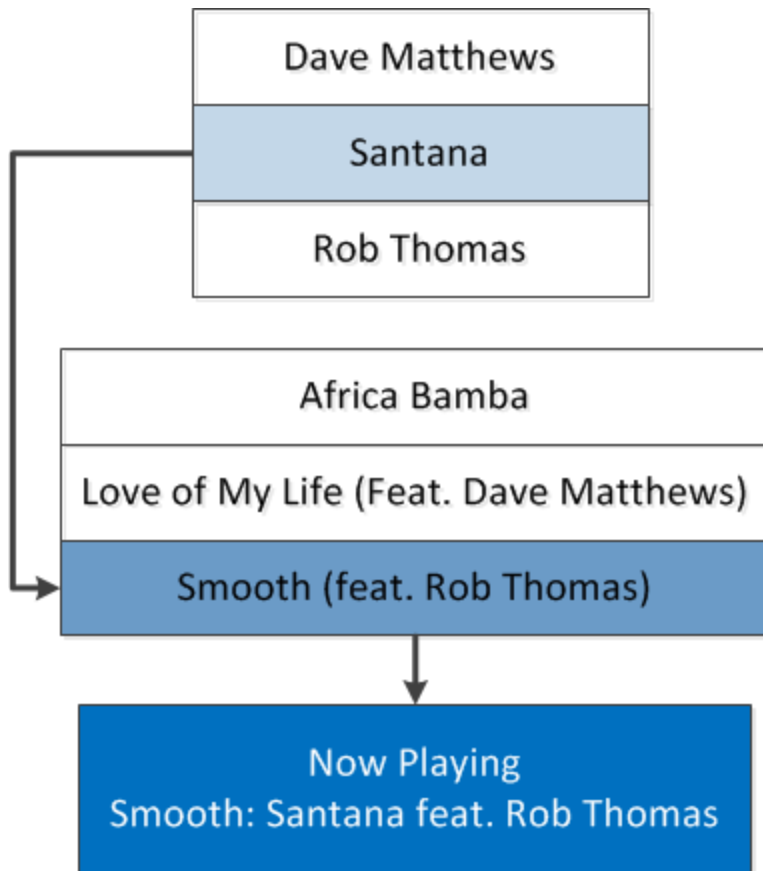 Dave Matthews
Santana
Rob Thomas
Africa Bamba
Love of My Life (Feat. Dave Matthews)
Smooth (feat. Rob Thomas)
Now Playing
Smooth: Santana feat. Rob Thomas